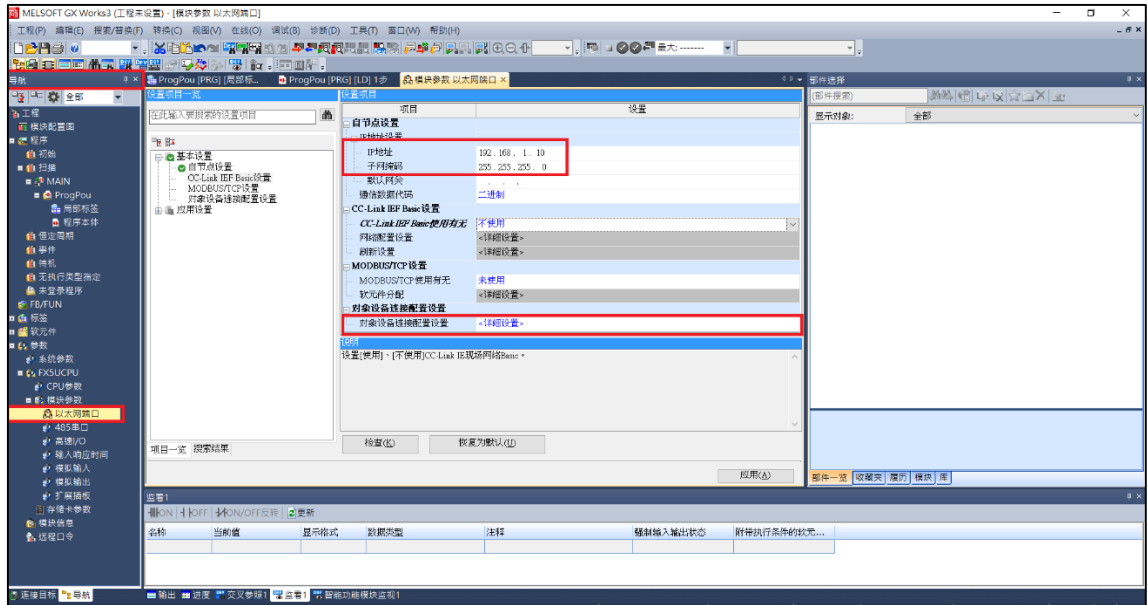 MELSOFT GX Works3 (工程未设置) - [模块参数 以太网端口]
工程(P) 编辑(E) 搜索/替换(F) 转换(C) 视图(V) 在线(O) 调试(B) 诊断(D) 工具(T) 窗口(W) 帮助(H)
最大: -------
导航
ProgPou [PRG] [局部标...
ProgPou [PRG] [LD] 1步
模块参数 以太网端口
部件选择
全部
工程
模块配置图
程序
初始
扫描
MAIN
ProgPou
局部标签
程序本体
恒定周期
事件
待机
无执行类型指定
未登录程序
FB/FUN
标签
软元件
参数
系统参数
FX5UCPU
CPU参数
模块参数
以太网端口
485串口
高速I/O
输入响应时间
模拟输入
模拟输出
扩展插板
存储卡参数
模块信息
远程口令
连接目标 导航
设置项目一览
在此输入要搜索的设置项目
基本设置
自节点设置
CC-Link IEF Basic设置
MODBUS/TCP设置
对象设备连接配置设置
应用设置
项目一览 搜索结果
设置项目
项目 设置
自节点设置
IP地址设置
IP地址 192.168. 1. 10
子网掩码 255.255.255. 0
默认网关 . . .
通信数据代码 二进制
CC-Link IEF Basic设置
CC-Link IEF Basic使用有无 不使用
网络配置设置 <详细设置>
刷新设置 <详细设置>
MODBUS/TCP设置
MODBUS/TCP使用有无 未使用
软元件分配 <详细设置>
对象设备连接配置设置
对象设备连接配置设置 <详细设置>
说明
设置[使用]、[不使用]CC-Link IE现场网络Basic。
检查(K) 恢复为默认(U)
应用(A)
(部件搜索)
显示对象: 全部
部件一览 收藏夹 履历 模块 库
监看1
ON OFF ON/OFF反转 更新
名称 当前值 显示格式 数据类型 注释 强制输入输出状态 附带执行条件的软元...
输出 进度 交叉参照1 监看1 智能功能模块监视1